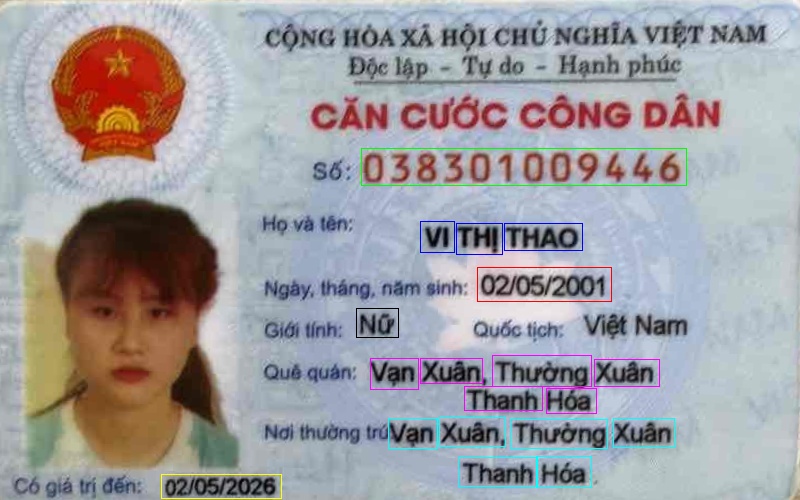 CỘNG HÒA XÃ HỘI CHỦ NGHĨA VIỆT NAM
Độc lập - Tự do - Hạnh phúc
CĂN CƯỚC CÔNG DÂN
Số: 038301009446
Họ và tên: VI THỊ THAO
Ngày, tháng, năm sinh: 02/05/2001
Giới tính: Nữ Quốc tịch: Việt Nam
Quê quán: Vạn Xuân, Thường Xuân
Thanh Hóa
Nơi thường trú: Vạn Xuân, Thường Xuân
Thanh Hóa
Có giá trị đến: 02/05/2026